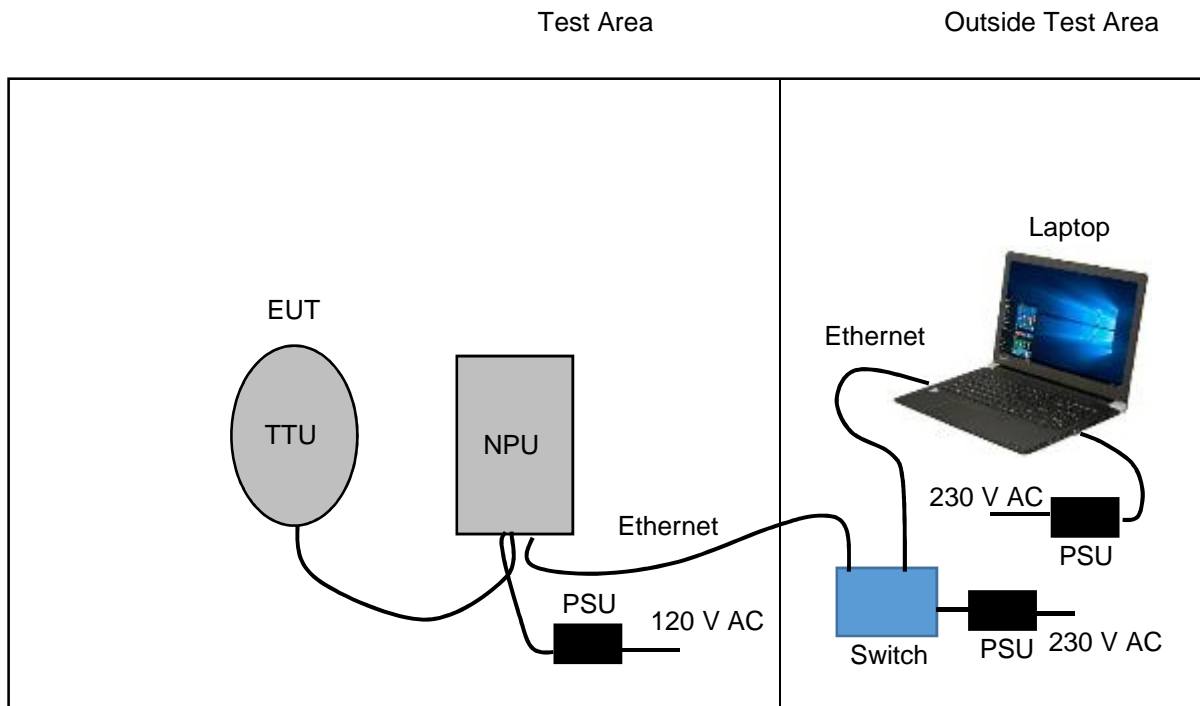 Test Area
Outside Test Area
EUT
TTU
NPU
Ethernet
PSU
120 V AC
Laptop
Ethernet
230 V AC
PSU
Switch
PSU
230 V AC